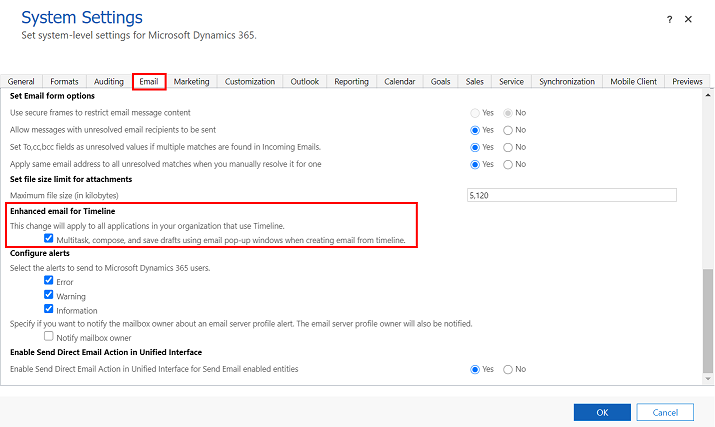 System Settings
? ×
Set system-level settings for Microsoft Dynamics 365.
General Formats Auditing Email Marketing Customization Outlook Reporting Calendar Goals Sales Service Synchronization Mobile Client Previews
Set Email form options
Use secure frames to restrict email message content Yes No
Allow messages with unresolved email recipients to be sent Yes No
Set To,cc,bcc fields as unresolved values if multiple matches are found in Incoming Emails. Yes No
Apply same email address to all unresolved matches when you manually resolve it for one Yes No
Set file size limit for attachments
Maximum file size (in kilobytes) 5,120
Enhanced email for Timeline
This change will apply to all applications in your organization that use Timeline.
Multitask, compose, and save drafts using email pop-up windows when creating email from timeline.
Configure alerts
Select the alerts to send to Microsoft Dynamics 365 users.
Error
Warning
Information
Specify if you want to notify the mailbox owner about an email server profile alert. The email server profile owner will also be notified.
Notify mailbox owner
Enable Send Direct Email Action in Unified Interface
Enable Send Direct Email Action in Unified Interface for Send Email enabled entities Yes No
OK Cancel